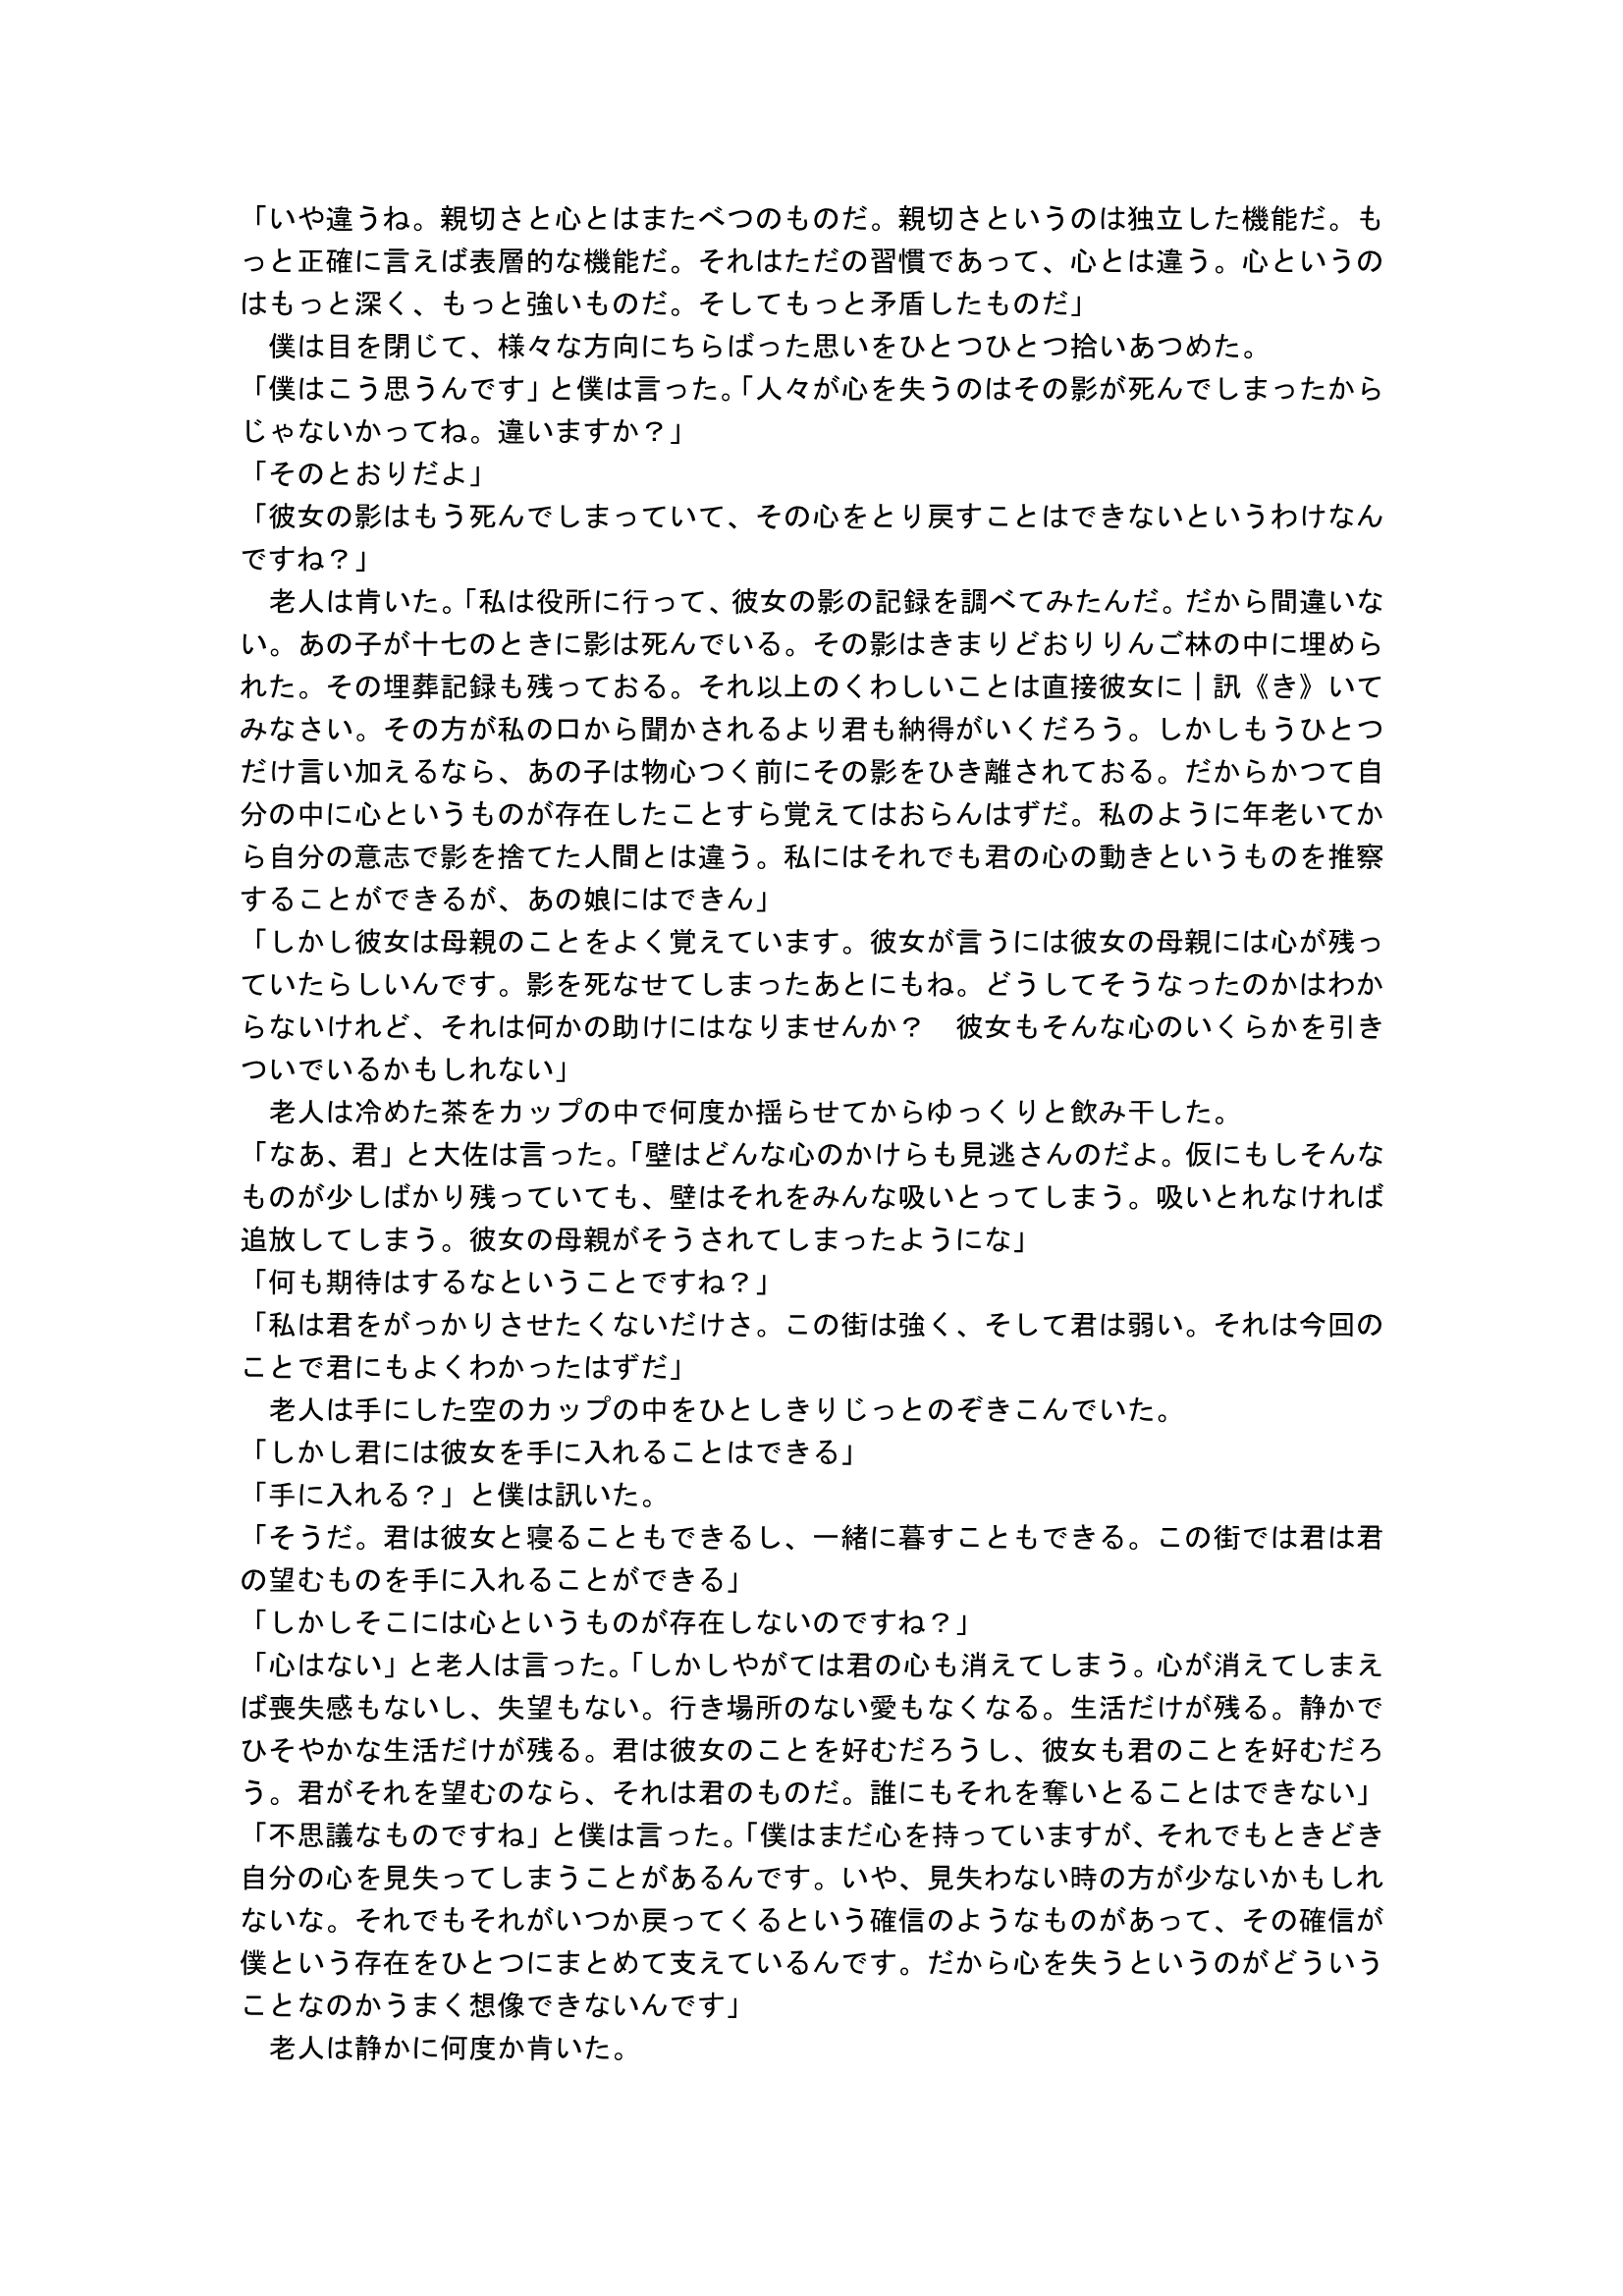 「いや違うね。親切さと心とはまたべつのものだ。親切さというのは独立した機能だ。も
っと正確に言えば表層的な機能だ。それはただの習慣であって、心とは違う。心というの
はもっと深く、もっと強いものだ。そしてもっと矛盾したものだ」
　僕は目を閉じて、様々な方向にちらばった思いをひとつひとつ拾いあつめた。
「僕はこう思うんです」と僕は言った。「人々が心を失うのはその影が死んでしまったから
じゃないかってね。違いますか？」
「そのとおりだよ」
「彼女の影はもう死んでしまっていて、その心をとり戻すことはできないというわけなん
ですね？」
　老人は肯いた。「私は役所に行って、彼女の影の記録を調べてみたんだ。だから間違いな
い。あの子が十七のときに影は死んでいる。その影はきまりどおりりんご林の中に埋めら
れた。その埋葬記録も残っておる。それ以上のくわしいことは直接彼女に｜訊《き》いて
みなさい。その方が私の口から聞かされるより君も納得がいくだろう。しかしもうひとつ
だけ言い加えるなら、あの子は物心つく前にその影をひき離されておる。だからかつて自
分の中に心というものが存在したことすら覚えてはおらんはずだ。私のように年老いてか
ら自分の意志で影を捨てた人間とは違う。私にはそれでも君の心の動きというものを推察
することができるが、あの娘にはできん」
「しかし彼女は母親のことをよく覚えています。彼女が言うには彼女の母親には心が残っ
ていたらしいんです。影を死なせてしまったあとにもね。どうしてそうなったのかはわか
らないけれど、それは何かの助けにはなりませんか？　彼女もそんな心のいくらかを引き
ついでいるかもしれない」
　老人は冷めた茶をカップの中で何度か揺らせてからゆっくりと飲み干した。
「なあ、君」と大佐は言った。「壁はどんな心のかけらも見逃さんのだよ。仮にもしそんな
ものが少しばかり残っていても、壁はそれをみんな吸いとってしまう。吸いとれなければ
追放してしまう。彼女の母親がそうされてしまったようにな」
「何も期待はするなということですね？」
「私は君をがっかりさせたくないだけさ。この街は強く、そして君は弱い。それは今回の
ことで君にもよくわかったはずだ」
　老人は手にした空のカップの中をひとしきりじっとのぞきこんでいた。
「しかし君には彼女を手に入れることはできる」
「手に入れる？」と僕は訊いた。
「そうだ。君は彼女と寝ることもできるし、一緒に暮すこともできる。この街では君は君
の望むものを手に入れることができる」
「しかしそこには心というものが存在しないのですね？」
「心はない」と老人は言った。「しかしやがては君の心も消えてしまう。心が消えてしまえ
ば喪失感もないし、失望もない。行き場所のない愛もなくなる。生活だけが残る。静かで
ひそやかな生活だけが残る。君は彼女のことを好むだろうし、彼女も君のことを好むだろ
う。君がそれを望むのなら、それは君のものだ。誰にもそれを奪いとることはできない」
「不思議なものですね」と僕は言った。「僕はまだ心を持っていますが、それでもときどき
自分の心を見失ってしまうことがあるんです。いや、見失わない時の方が少ないかもしれ
ないな。それでもそれがいつか戻ってくるという確信のようなものがあって、その確信が
僕という存在をひとつにまとめて支えているんです。だから心を失うというのがどういう
ことなのかうまく想像できないんです」
　老人は静かに何度か肯いた。